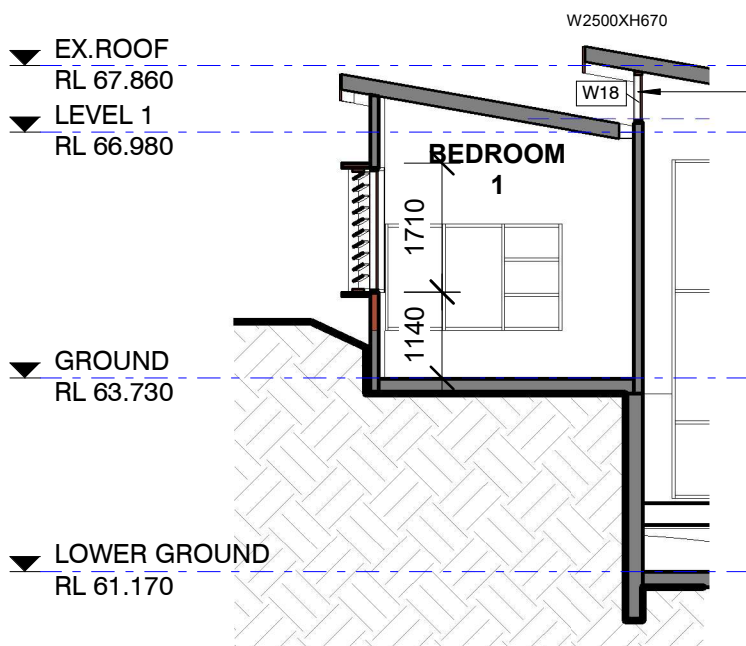 W2500XH670
EX.ROOF
RL 67.860
W18
LEVEL 1
RL 66.980
BEDROOM
1
1710
1140
GROUND
RL 63.730
LOWER GROUND
RL 61.170